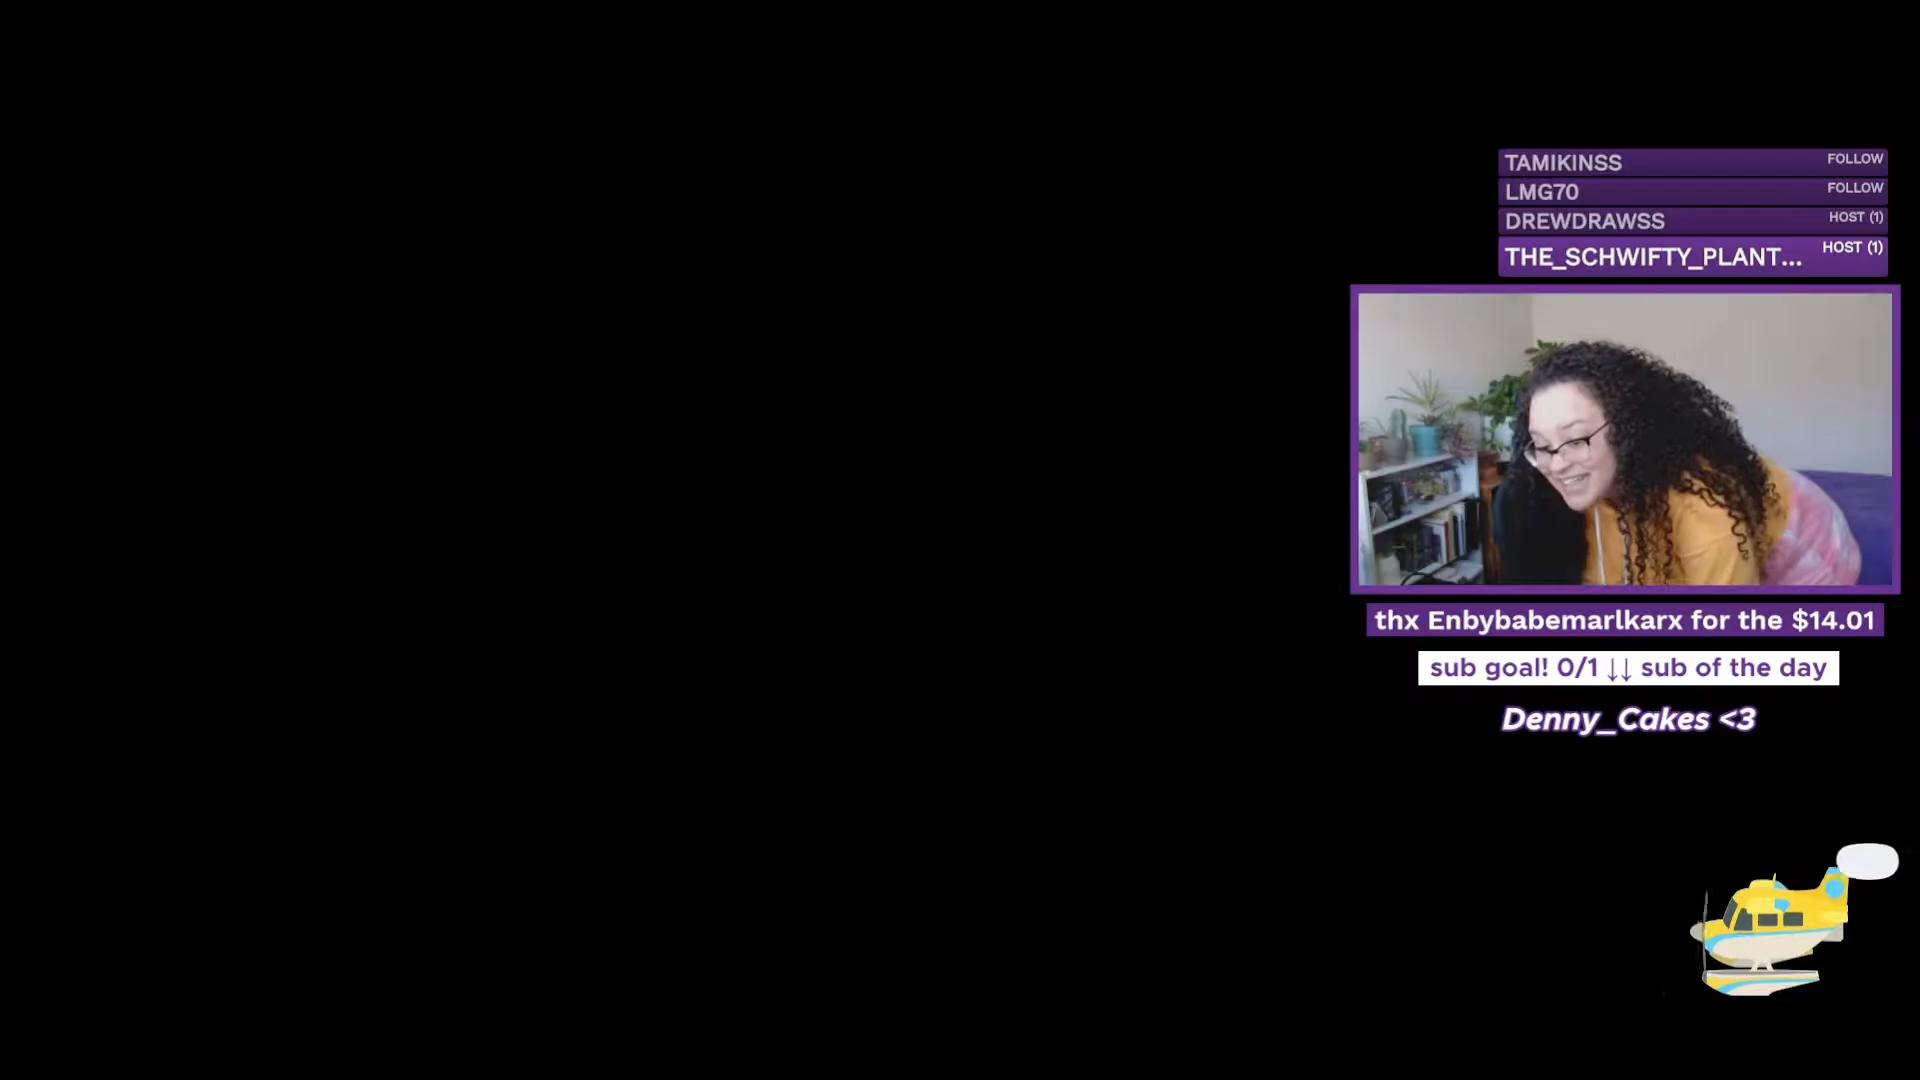 TAMIKINSS FOLLOW
LMG70 FOLLOW
DREWDRAWSS HOST (1)
THE_SCHWIFTY_PLANT... HOST (1)
thx Enbybabemarlkarx for the $14.01
sub goal! 0/1 ↓↓ sub of the day
Denny_Cakes <3